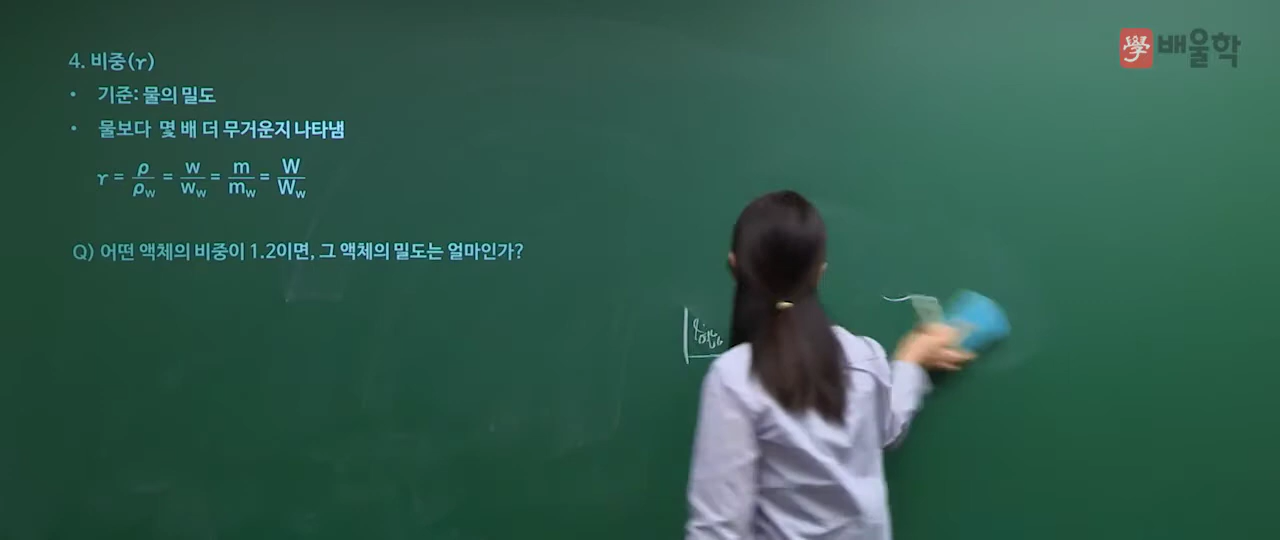 4. 비중(γ)
• 기준: 물의 밀도
• 물보다 몇 배 더 무거운지 나타냄
γ = ρ/ρw = w/ww = m/mw = W/Ww
Q) 어떤 액체의 비중이 1.2이면, 그 액체의 밀도는 얼마인가?
學 배울학